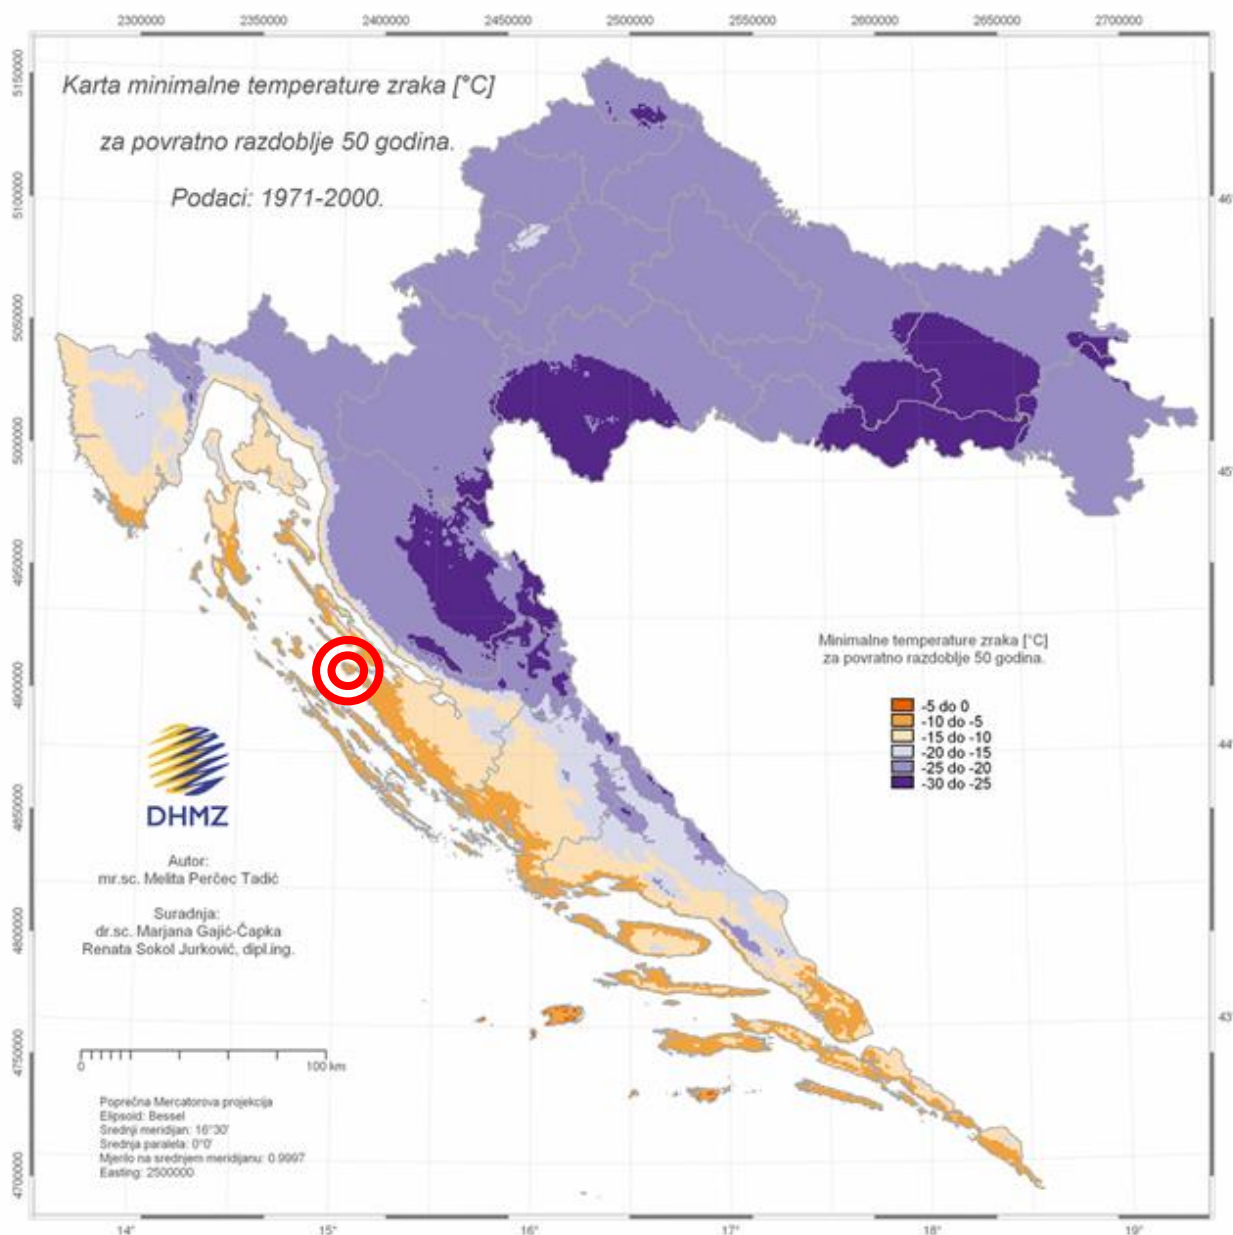 2300000 2350000 2400000 2450000 2500000 2550000 2600000 2650000 2700000
Karta minimalne temperature zraka [°C]
za povratno razdoblje 50 godina.
Podaci: 1971-2000.
5150000
5100000
5050000
5000000
4950000
4900000
4850000
4800000
4750000
4700000
46°
45°
44°
43°
Minimalne temperature zraka [°C]
za povratno razdoblje 50 godina.
-5 do 0
-10 do -5
-15 do -10
-20 do -15
-25 do -20
-30 do -25
DHMZ
Autor:
mr.sc. Melita Perčec Tadić
Suradnja:
dr.sc. Marjana Gajić-Čapka
Renata Sokol Jurković, dipl.ing.
0 100 km
Poprečna Mercatorova projekcija
Elipsoid: Bessel
Srednji meridijan: 16°30'
Srednja paralela: 0°0'
Mjerilo na srednjem meridijanu: 0.9997
Easting: 2500000
14° 15° 16° 17° 18° 19°